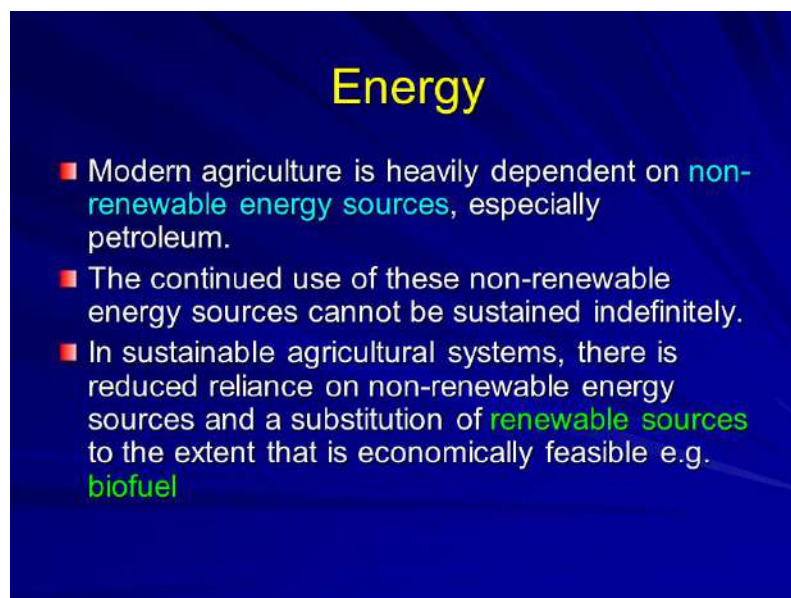 Energy
Modern agriculture is heavily dependent on non-
renewable energy sources, especially
petroleum.
The continued use of these non-renewable
energy sources cannot be sustained indefinitely.
In sustainable agricultural systems, there is
reduced reliance on non-renewable energy
sources and a substitution of renewable sources
to the extent that is economically feasible e.g.
biofuel